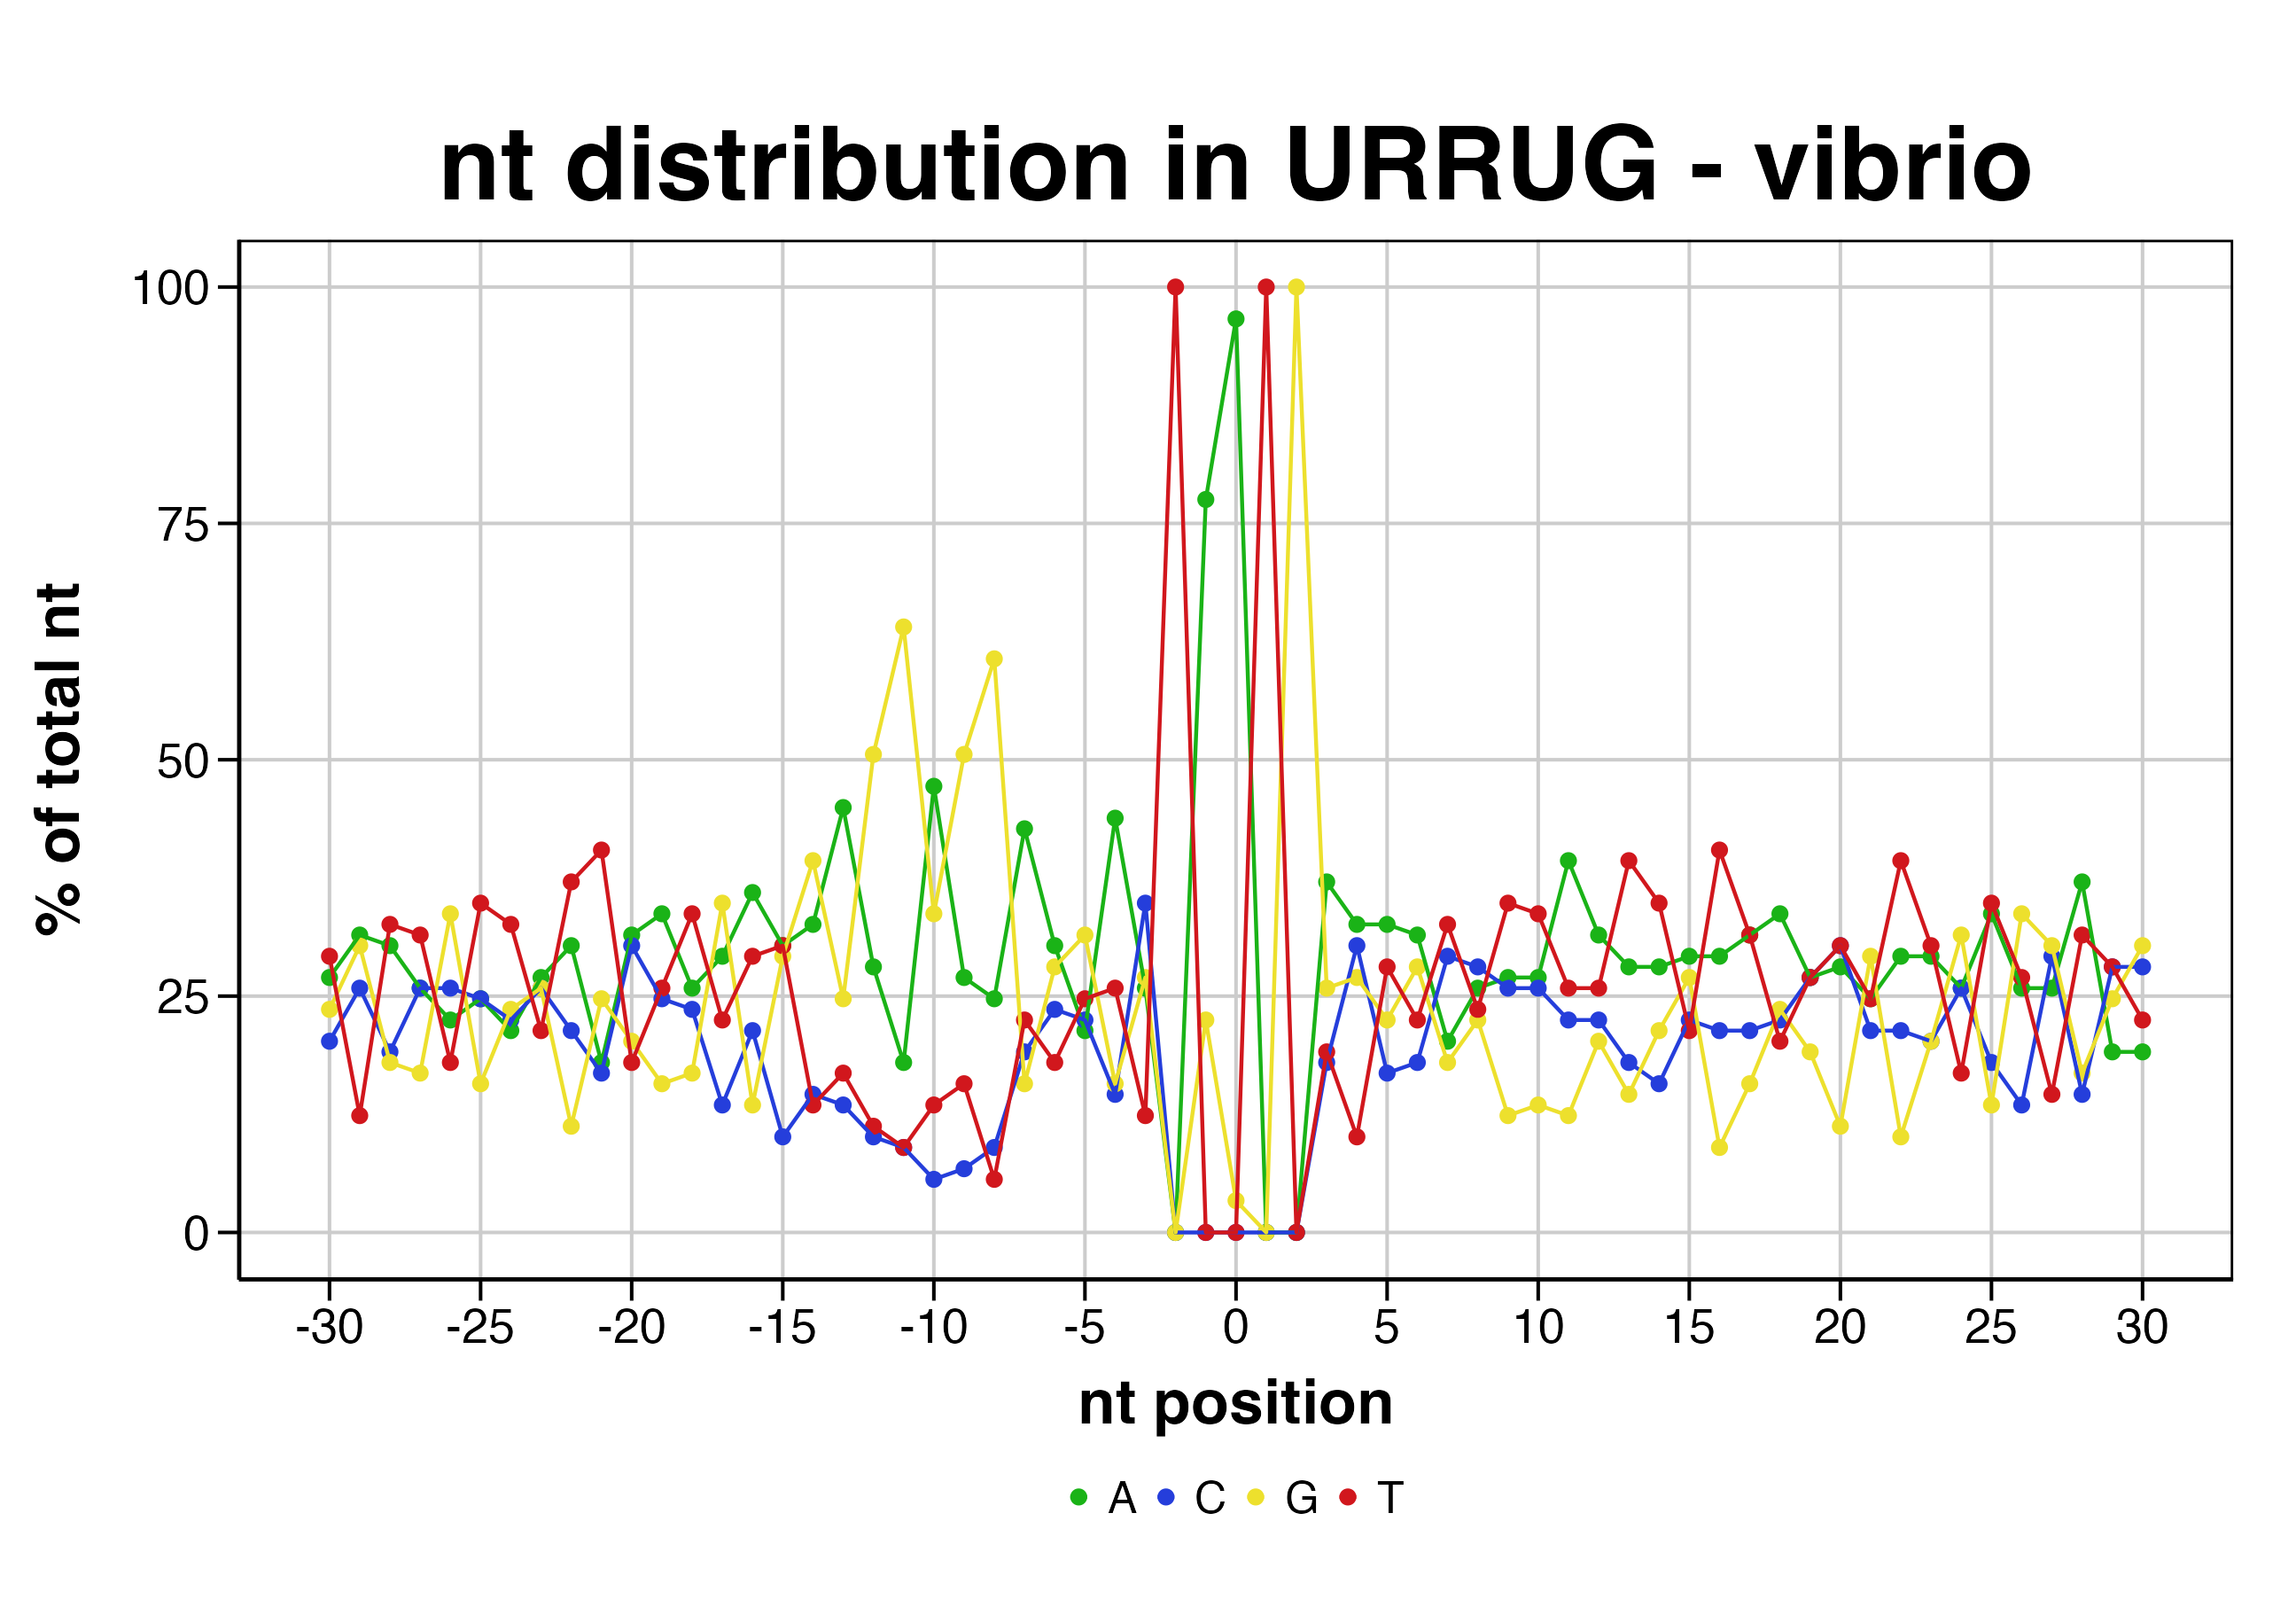 nt distribution in URRUG - vibrio
% of total nt
100
75
50
25
0
-30 -25 -20 -15 -10 -5 0 5 10 15 20 25 30
nt position
A C G T